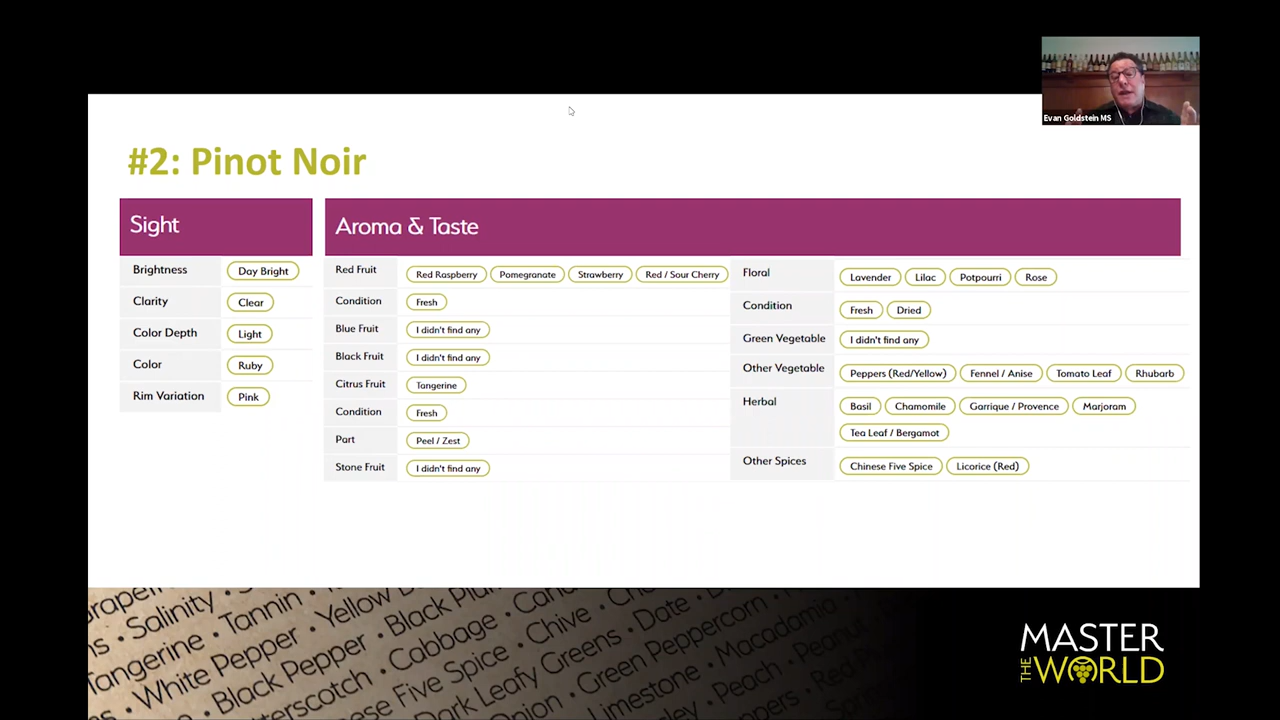 Evan Goldstein MS
#2: Pinot Noir
Sight
Brightness Day Bright
Clarity Clear
Color Depth Light
Color Ruby
Rim Variation Pink
Aroma & Taste
Red Fruit Red Raspberry Pomegranate Strawberry Red / Sour Cherry
Condition Fresh
Blue Fruit I didn't find any
Black Fruit I didn't find any
Citrus Fruit Tangerine
Condition Fresh
Part Peel / Zest
Stone Fruit I didn't find any
Floral Lavender Lilac Potpourri Rose
Condition Fresh Dried
Green Vegetable I didn't find any
Other Vegetable Peppers (Red/Yellow) Fennel / Anise Tomato Leaf Rhubarb
Herbal Basil Chamomile Garrique / Provence Marjoram
Tea Leaf / Bergamot
Other Spices Chinese Five Spice Licorice (Red)
• Salinity •
• Tangerine • Tannin •
• White Pepper • Yellow
• Black Pepper • Black Plum
• Cabbage •
Five Spice • Chive •
• Dark Leafy Greens • Date •
• Green Peppercorn •
• Limestone • Macadamia •
• Peach • Peanut
MASTER
THE WORLD